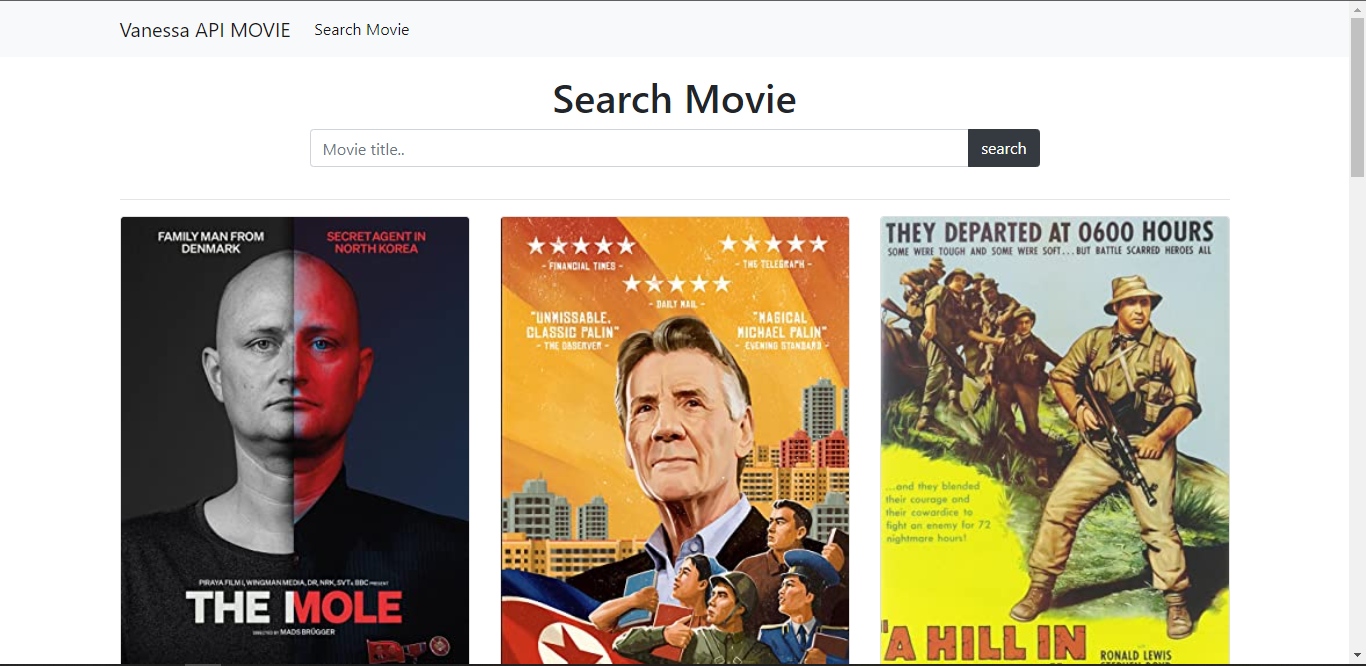 Vanessa API MOVIE Search Movie
Search Movie
Movie title..
search
FAMILY MAN FROM
DENMARK
SECRET AGENT IN
NORTH KOREA
PIRAYA FILM I, WINGMAN MEDIA, DR, NRK, SVT & BBC PRESENT
THE MOLE
DIRECTED BY MADS BRÜGGER
- FINANCIAL TIMES -
- THE TELEGRAPH -
- DAILY MAIL -
"UNMISSABLE,
CLASSIC PALIN"
- THE OBSERVER -
"MAGICAL
MICHAEL PALIN"
- EVENING STANDARD -
THEY DEPARTED AT 0600 HOURS
SOME WERE TOUGH AND SOME WERE SOFT...BUT BATTLE SCARRED HEROES ALL
...and they blended
their courage and
their cowardice to
fight an enemy for 72
nightmare hours!
"A HILL IN
RONALD LEWIS